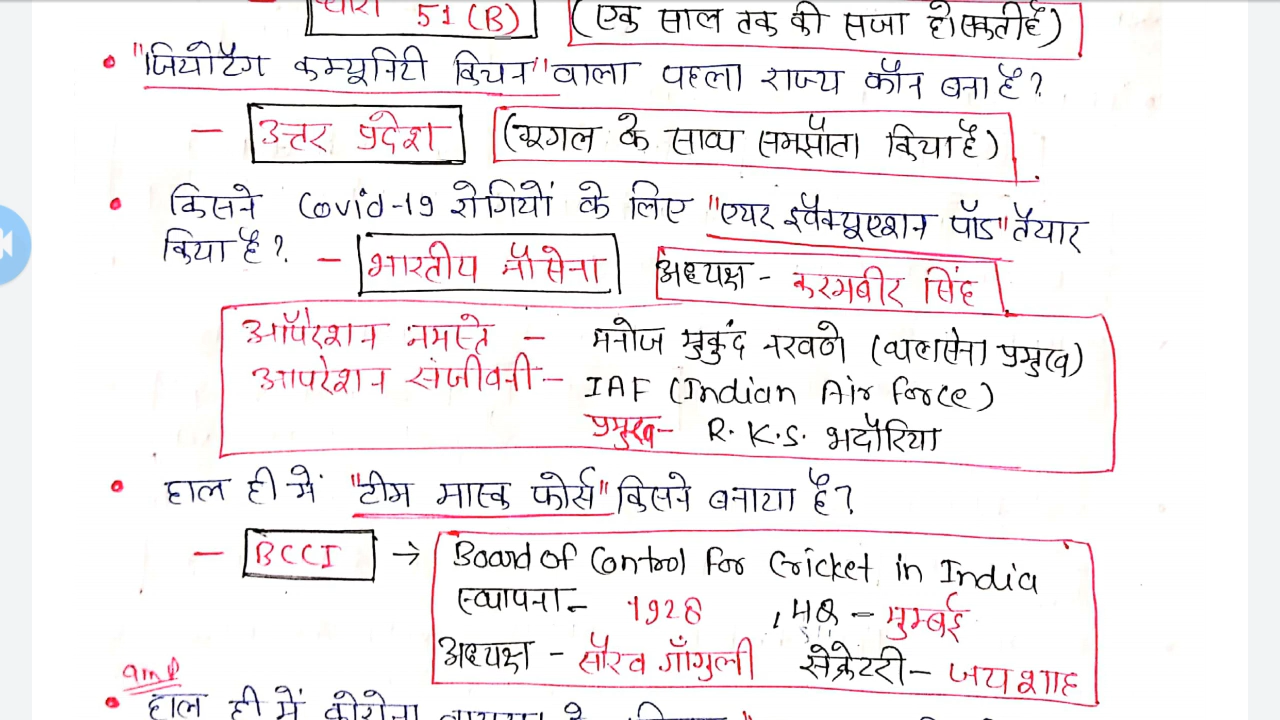 धारा 51 (B) (एक साल तक की सजा हो सकती है)
• "जियोटैग कम्यूनिटी किचन" वाला पहला राज्य कौन बना है?
– उत्तर प्रदेश (गूगल के साथ समझौता किया है)
• किसने Covid-19 रोगियों के लिए "एयर इवैक्यूएशन पॉड" तैयार
किया है? – भारतीय नौसेना अध्यक्ष - करमबीर सिंह
ऑपरेशन नमस्ते – मनोज मुकुंद नरवणे (थलसेना प्रमुख)
आपरेशन संजीवनी – IAF (Indian Air Force)
प्रमुख - R. K.S. भदौरिया
• हाल ही में "टीम मास्क फोर्स" किसने बनाया है?
– BCCI → Board of Control For Cricket in India
स्थापना - 1928 , HQ – मुम्बई
अध्यक्ष - सौरव गाँगुली सेक्रेटरी – जय शाह
Imp
• हाल ही में कोरोना वायरस के